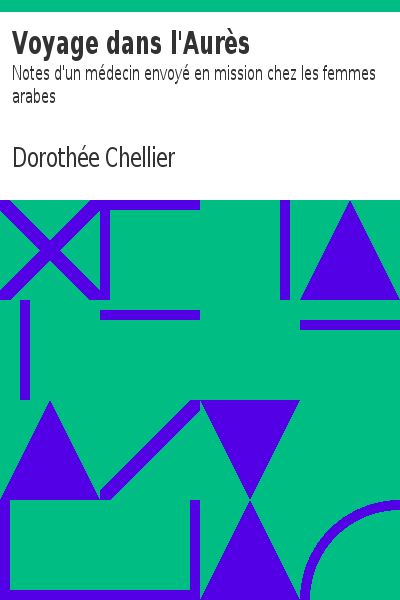 Voyage dans l'Aurès
Notes d'un médecin envoyé en mission chez les femmes
arabes
Dorothée Chellier